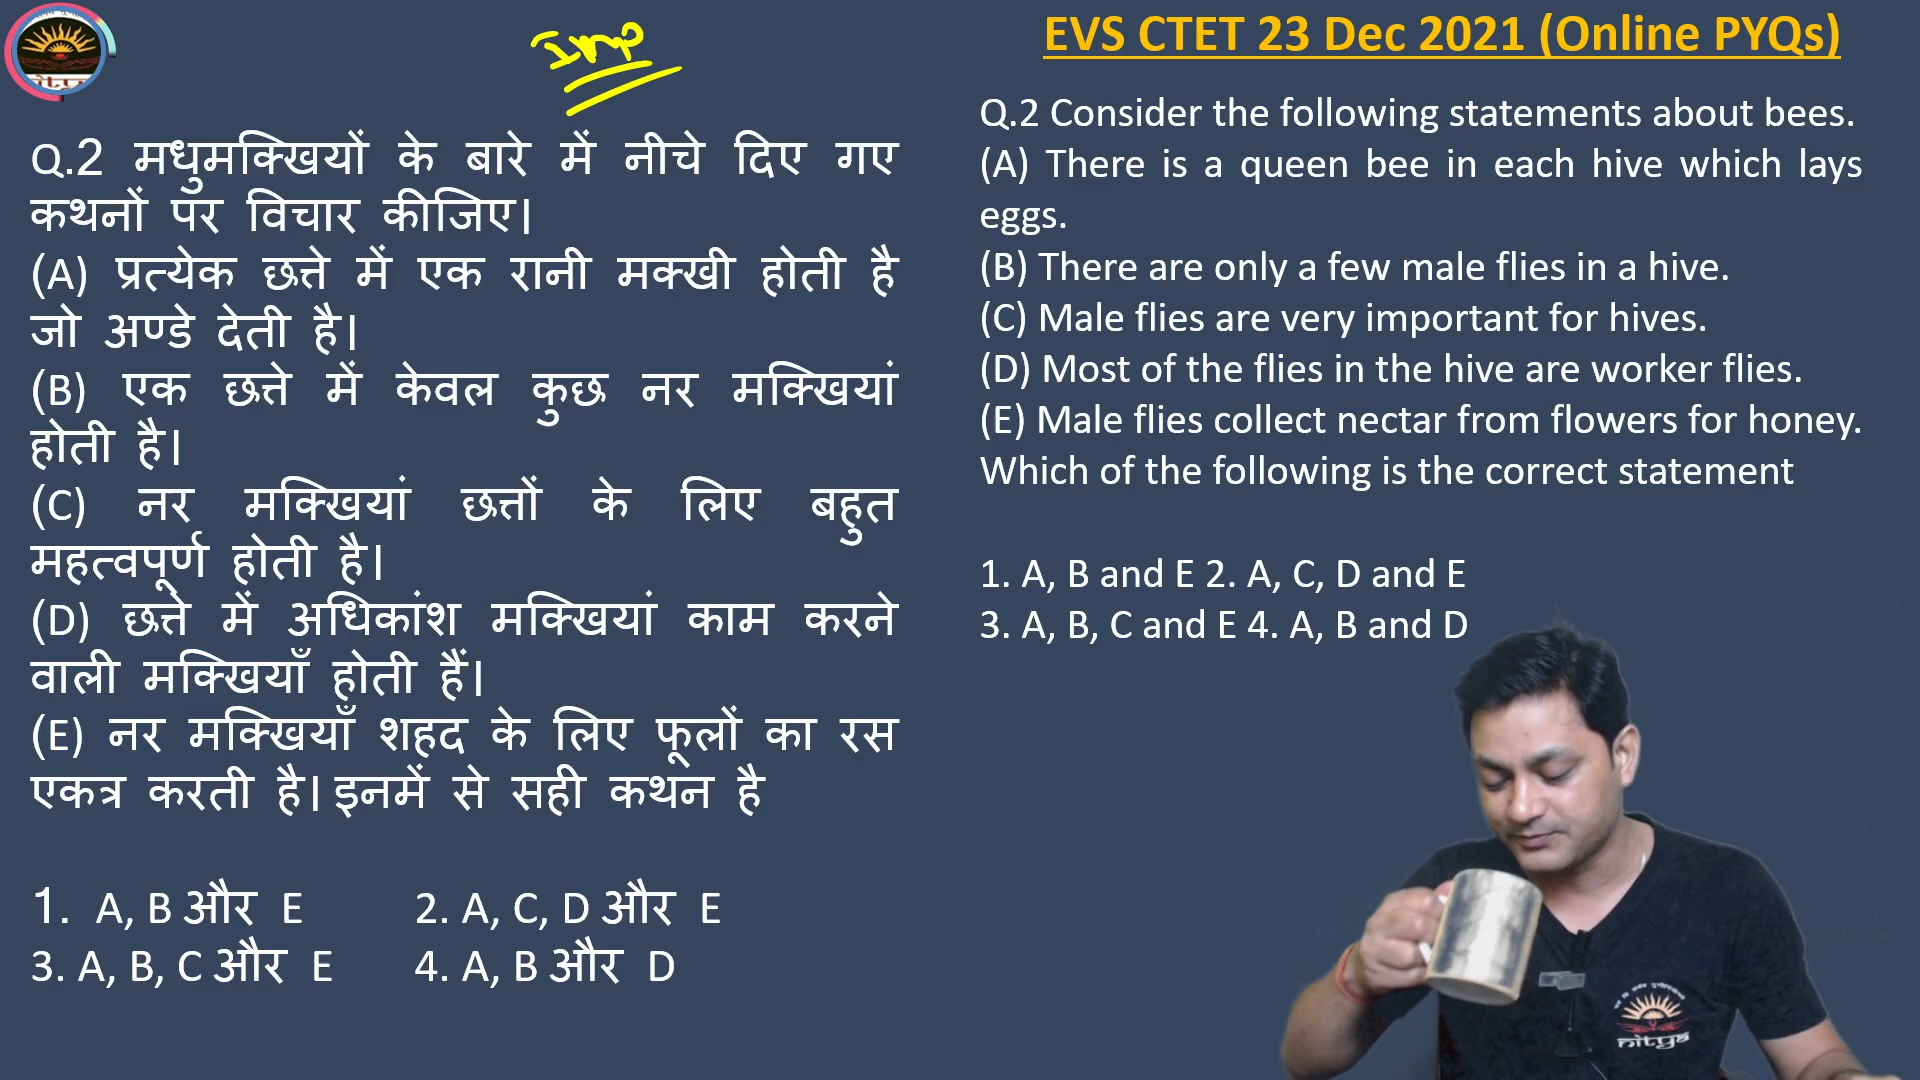 Imp
EVS CTET 23 Dec 2021 (Online PYQs)
Q.2 मधुमक्खियों के बारे में नीचे दिए गए
कथनों पर विचार कीजिए।
(A) प्रत्येक छत्ते में एक रानी मक्खी होती है
जो अण्डे देती है।
(B) एक छत्ते में केवल कुछ नर मक्खियां
होती है।
(C) नर मक्खियां छत्तों के लिए बहुत
महत्वपूर्ण होती है।
(D) छत्ते में अधिकांश मक्खियां काम करने
वाली मक्खियाँ होती हैं।
(E) नर मक्खियाँ शहद के लिए फूलों का रस
एकत्र करती है। इनमें से सही कथन है
1. A, B और E 2. A, C, D और E
3. A, B, C और E 4. A, B और D
Q.2 Consider the following statements about bees.
(A) There is a queen bee in each hive which lays
eggs.
(B) There are only a few male flies in a hive.
(C) Male flies are very important for hives.
(D) Most of the flies in the hive are worker flies.
(E) Male flies collect nectar from flowers for honey.
Which of the following is the correct statement
1. A, B and E 2. A, C, D and E
3. A, B, C and E 4. A, B and D
nitys